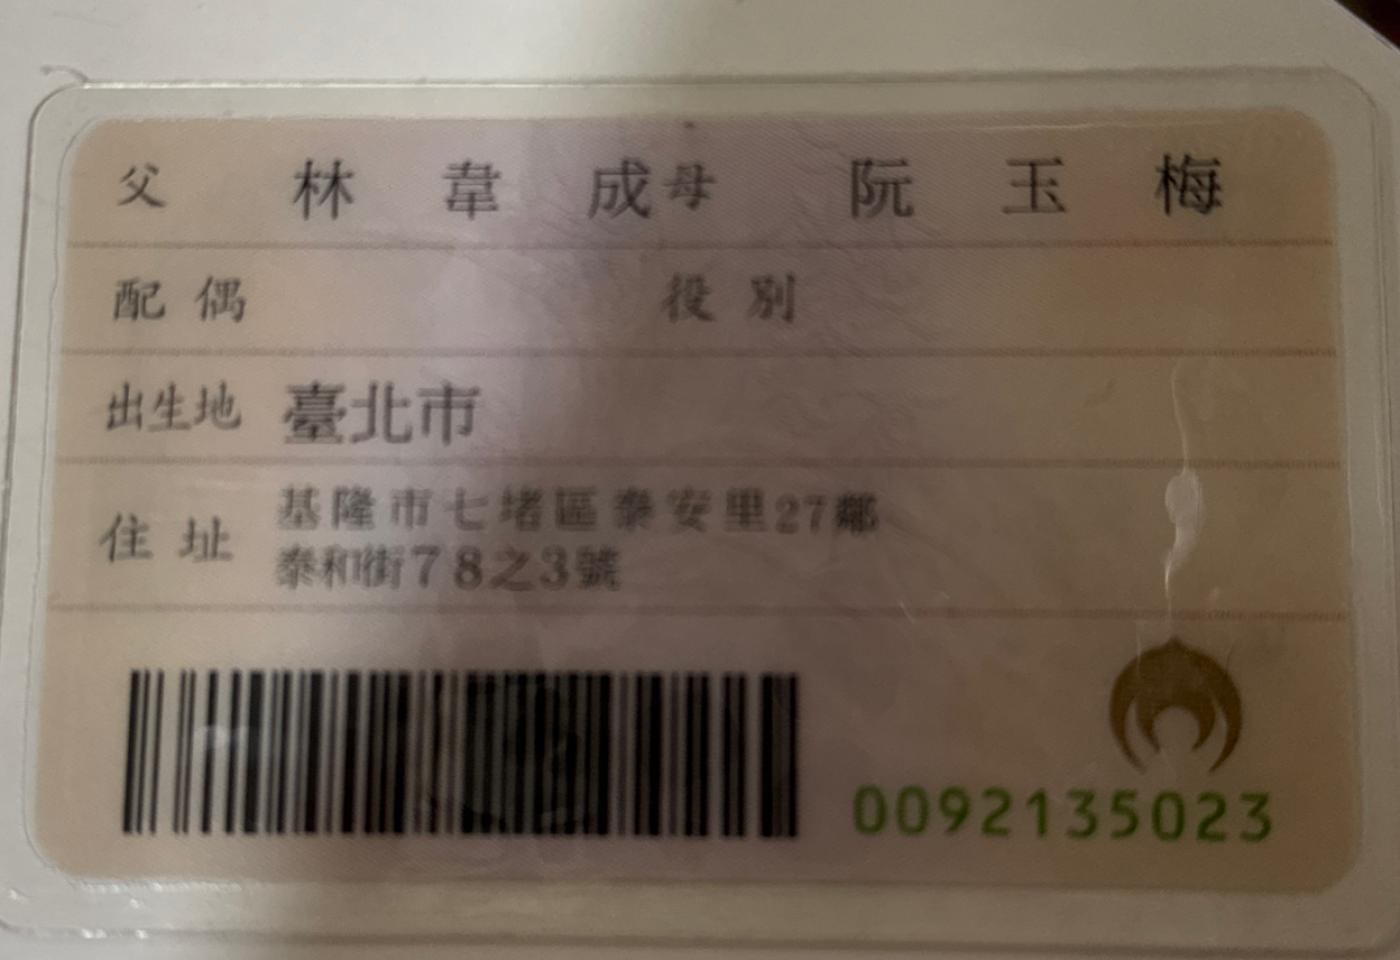 父 林韋成 母 阮玉梅
配偶 役別
出生地 臺北市
住址 基隆市七堵區泰安里27鄰
泰和街78之3號
0092135023